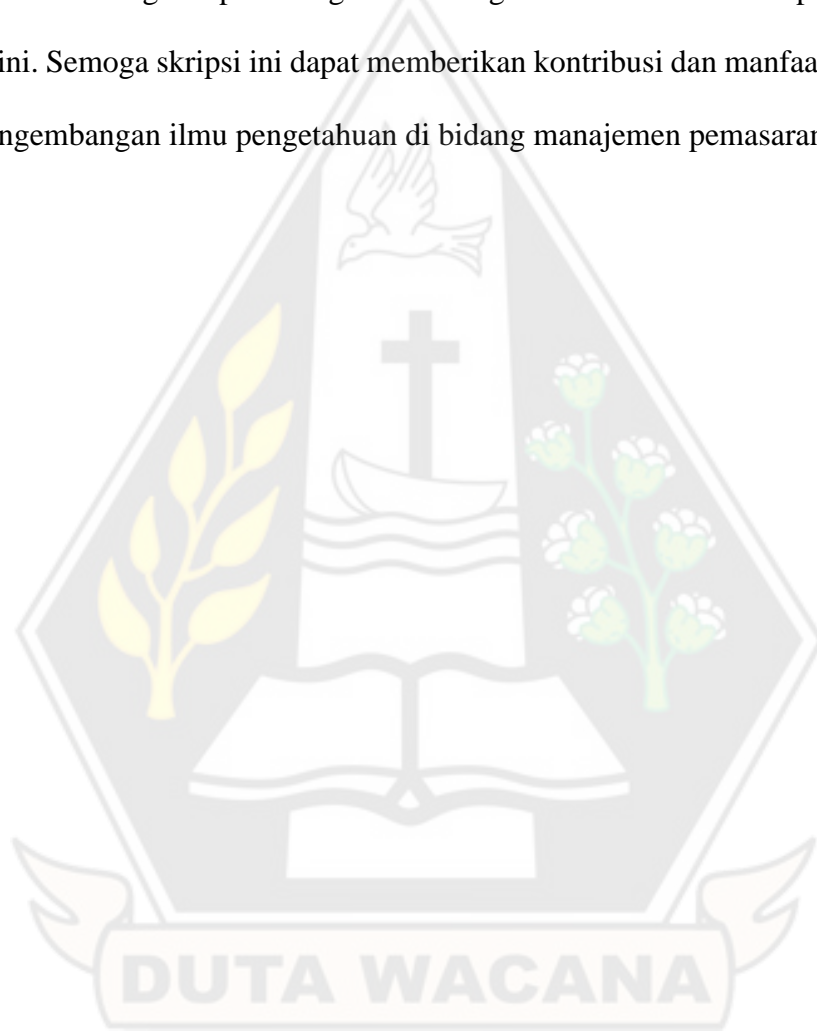 ini. Semoga skripsi ini dapat memberikan kontribusi dan manfaa
ngembangan ilmu pengetahuan di bidang manajemen pemasaran
DUTA WACANA